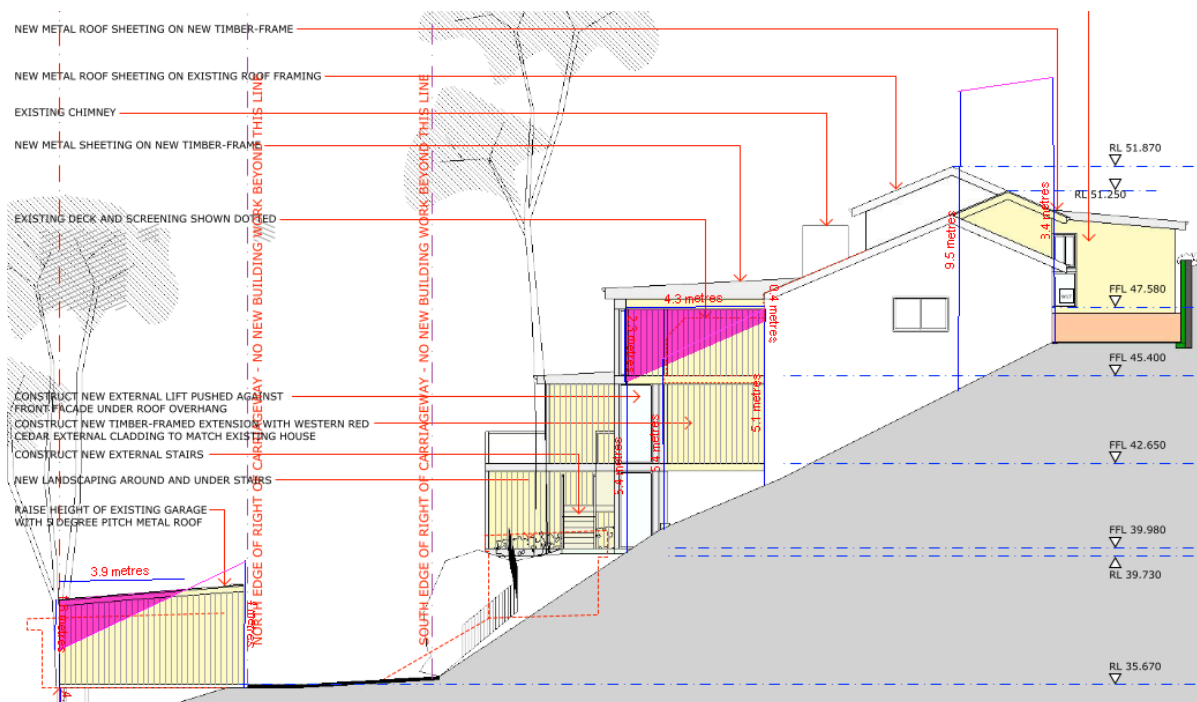 NEW METAL ROOF SHEETING ON NEW TIMBER-FRAME
NEW METAL ROOF SHEETING ON EXISTING ROOF FRAMING
EXISTING CHIMNEY
NEW METAL SHEETING ON NEW TIMBER-FRAME
EXISTING DECK AND SCREENING SHOWN DOTTED
CONSTRUCT NEW EXTERNAL LIFT PUSHED AGAINST
FRONT FACADE UNDER ROOF OVERHANG
CONSTRUCT NEW TIMBER-FRAMED EXTENSION WITH WESTERN RED
CEDAR EXTERNAL CLADDING TO MATCH EXISTING HOUSE
CONSTRUCT NEW EXTERNAL STAIRS
NEW LANDSCAPING AROUND AND UNDER STAIRS
RAISE HEIGHT OF EXISTING GARAGE
WITH 5 DEGREE PITCH METAL ROOF
3.9 metres
NORTH EDGE OF RIGHT OF CARRIAGEWAY - NO NEW BUILDING WORK BEYOND THIS LINE
SOUTH EDGE OF RIGHT OF CARRIAGEWAY - NO NEW BUILDING WORK BEYOND THIS LINE
4.3 metres
2.3 metres
0.4 metres
5.4 metres
5.4 metres
5.1 metres
9.5 metres
3.4 metres
RL 51.870
RL 51.250
FFL 47.580
FFL 45.400
FFL 42.650
FFL 39.980
RL 39.730
RL 35.670